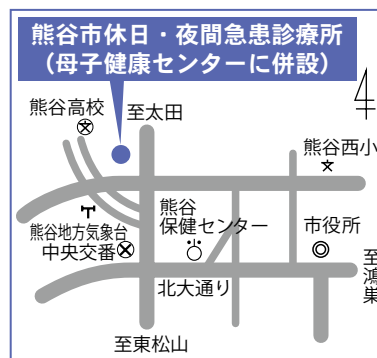 熊谷市休日・夜間急患診療所
（母子健康センターに併設）
熊谷高校
至太田
熊谷西小
熊谷
保健センター
熊谷地方気象台
中央交番
市役所
至鴻巣
北大通り
至東松山